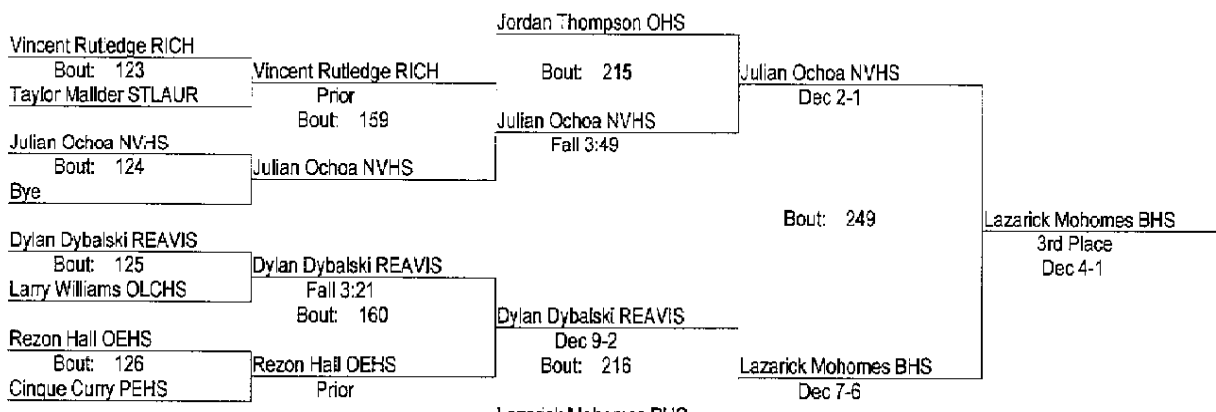 Jordan Thompson OHS
Vincent Rutledge RICH
Bout: 123
Taylor Mallder STLAUR
Vincent Rutledge RICH
Prior
Bout: 159
Julian Ochoa NVHS
Bout: 124
Bye
Julian Ochoa NVHS
Bout: 215
Julian Ochoa NVHS
Fall 3:49
Julian Ochoa NVHS
Dec 2-1
Dylan Dybalski REAVIS
Bout: 125
Larry Williams OLCHS
Dylan Dybalski REAVIS
Fall 3:21
Bout: 160
Rezon Hall OEHS
Bout: 126
Cinque Curry PEHS
Rezon Hall OEHS
Prior
Dylan Dybalski REAVIS
Dec 9-2
Bout: 216
Lazarick Mohomes BHS
Lazarick Mohomes BHS
Dec 7-6
Bout: 249
Lazarick Mohomes BHS
3rd Place
Dec 4-1